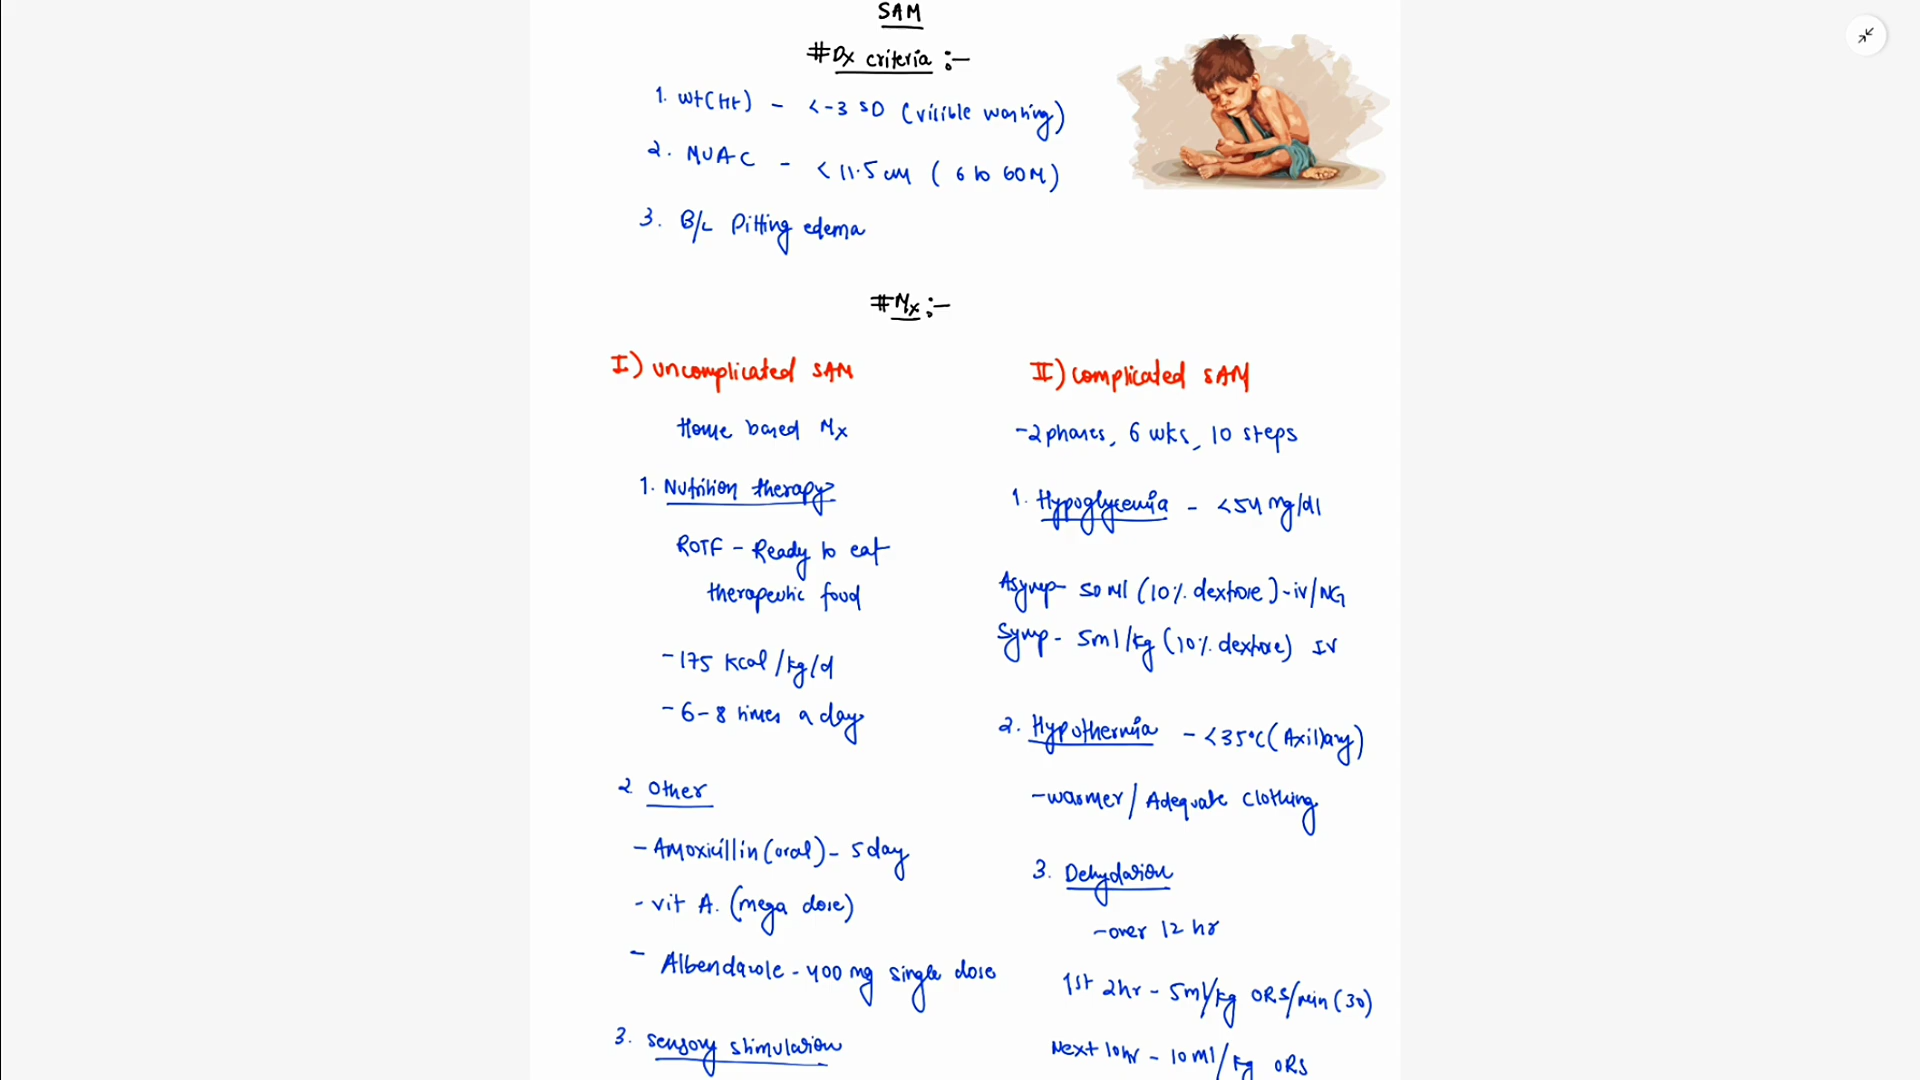 SAM
#Dx criteria :-
1. wt(Ht) - <-3 SD (visible wasting)
2. MUAC - <11.5 cm ( 6 to 60M)
3. B/L Pitting edema
#Mx :-
I) uncomplicated SAM
Home based Mx
1. Nutrition therapy
ROTF - Ready to eat
therapeutic food
- 175 kcal/kg/d
- 6-8 times a day
2 Other
- Amoxicillin (oral) - 5 day
- vit A. (mega dose)
- Albendazole - 400 mg single dose
3. sensory stimulation
II) complicated SAM
- 2 phases, 6 wks, 10 steps
1. Hypoglycemia - <54 mg/dl
Asymp- 50 ml (10% dextrose) - iv/NG
Symp - 5ml/kg (10% dextrose) IV
2. Hypothermia - <35°C (Axillary)
- warmer / Adequate clothing
3. Dehydation
- over 12 hr
1st 2hr - 5ml/kg ORS/min (30)
Next 10hr - 10 ml/kg ORS